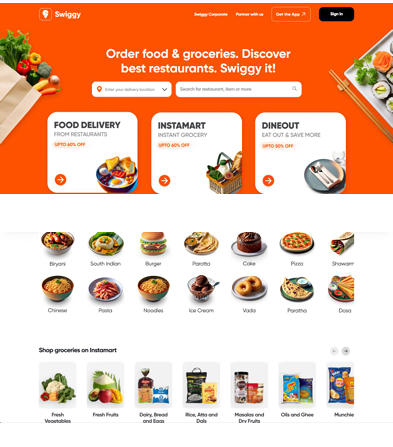 Swiggy
Swiggy Corporate
Partner with us
Get the App
Sign in
Order food & groceries. Discover
best restaurants. Swiggy it!
Enter your delivery location
Search for restaurant, item or more
FOOD DELIVERY
FROM RESTAURANTS
UPTO 60% OFF
INSTAMART
INSTANT GROCERY
UPTO 60% OFF
DINEOUT
EAT OUT & SAVE MORE
UPTO 50% OFF
Biryani
South Indian
Burger
Parotta
Cake
Pizza
Shawarm
Chinese
Pasta
Noodles
Ice Cream
Vada
Paratha
Dosa
Shop groceries on Instamart
Fresh
Vegetables
Fresh Fruits
Dairy, Bread
and Eggs
Rice, Atta and
Dals
Masalas and
Dry Fruits
Oils and Ghee
Munchie